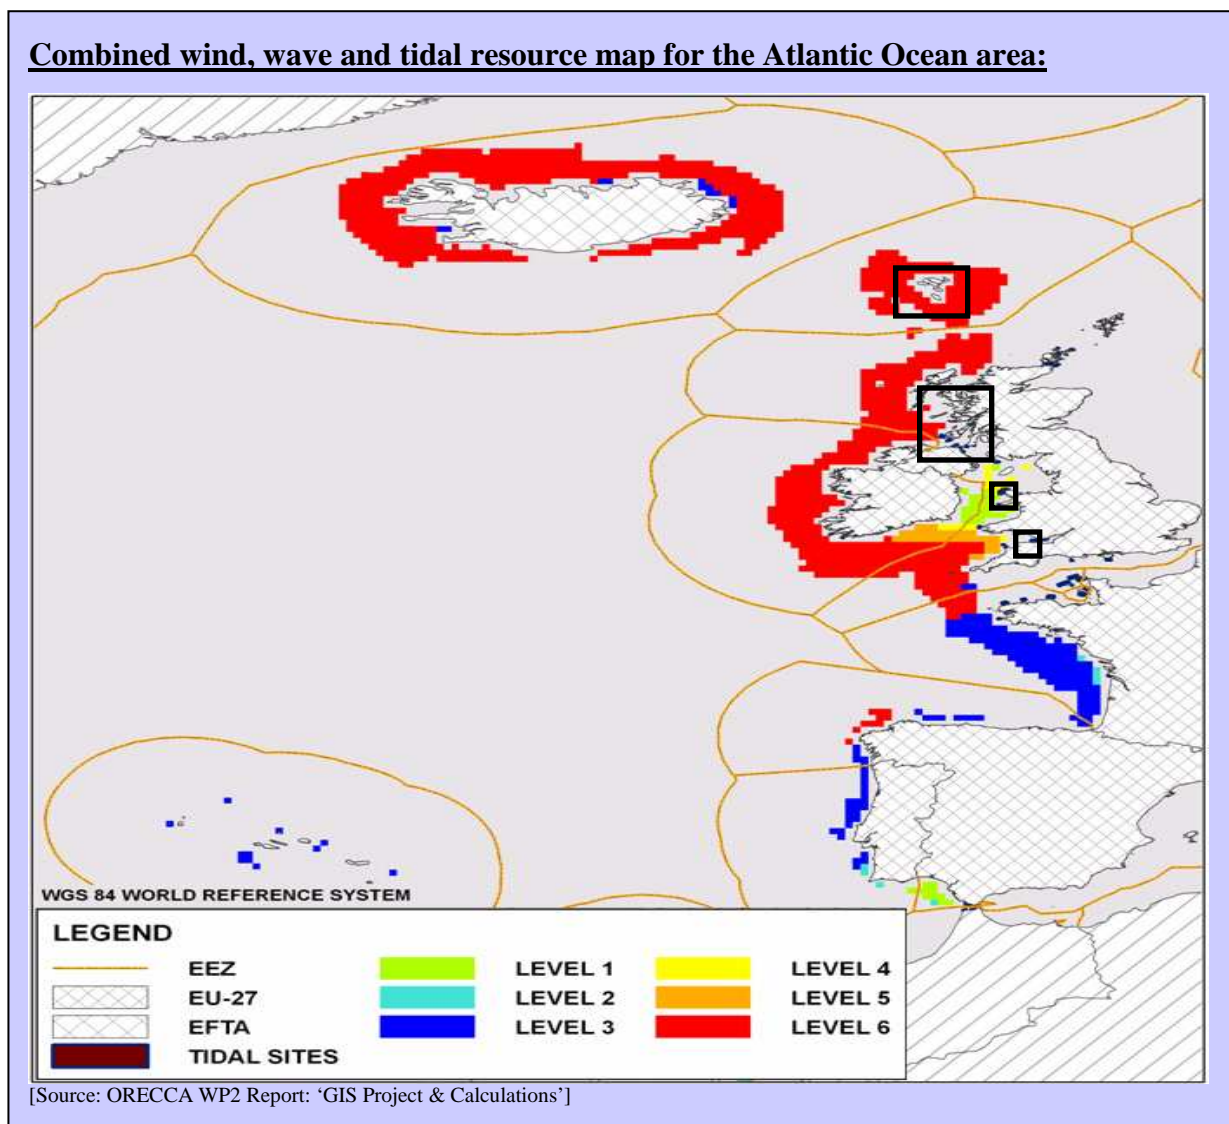 Combined wind, wave and tidal resource map for the Atlantic Ocean area:
WGS 84 WORLD REFERENCE SYSTEM
LEGEND
EEZ
EU-27
EFTA
TIDAL SITES
LEVEL 1
LEVEL 2
LEVEL 3
LEVEL 4
LEVEL 5
LEVEL 6
[Source: ORECCA WP2 Report: ‘GIS Project & Calculations’]